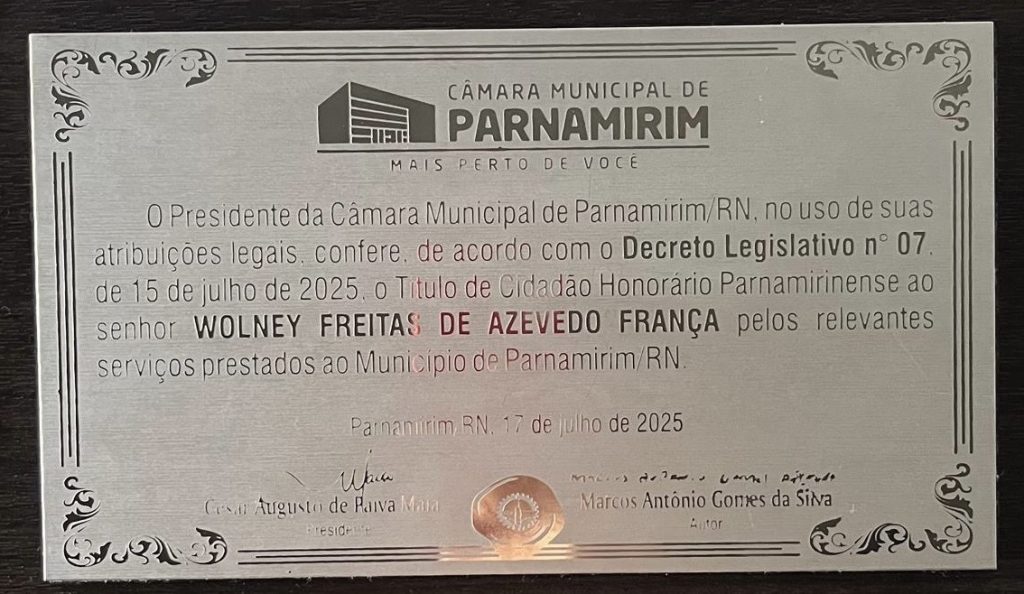 CÂMARA MUNICIPAL DE
PARNAMIRIM
MAIS PERTO DE VOCÊ
O Presidente da Câmara Municipal de Parnamirim/RN, no uso de suas
atribuições legais, confere, de acordo com o Decreto Legislativo n° 07,
de 15 de julho de 2025, o Título de Cidadão Honorário Parnamirinense ao
senhor WOLNEY FREITAS DE AZEVEDO FRANÇA pelos relevantes
serviços prestados ao Município de Parnamirim/RN.
Parnamirim/RN, 17 de julho de 2025
César Augusto de Paiva Maia
Marcos Antônio Gomes da Silva
Presidente
Autor